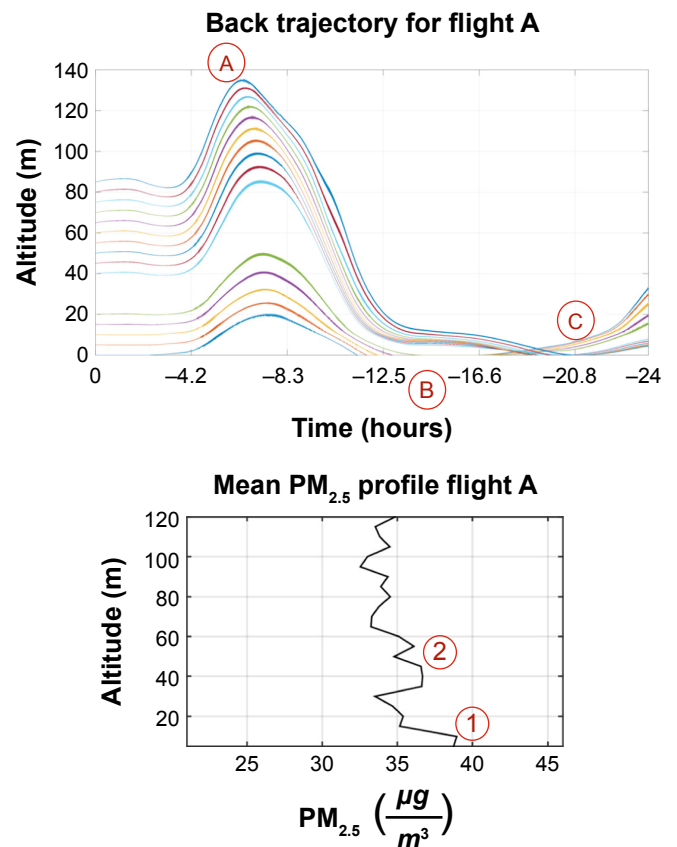 Back trajectory for flight A
A
140
120
100
80
60
40
20
0
Altitude (m)
C
B
0 –4.2 –8.3 –12.5 –16.6 –20.8 –24
Time (hours)
Mean PM2.5 profile flight A
120
100
80
60
40
20
Altitude (m)
2
1
25 30 35 40 45
PM2.5 (µg/m³)